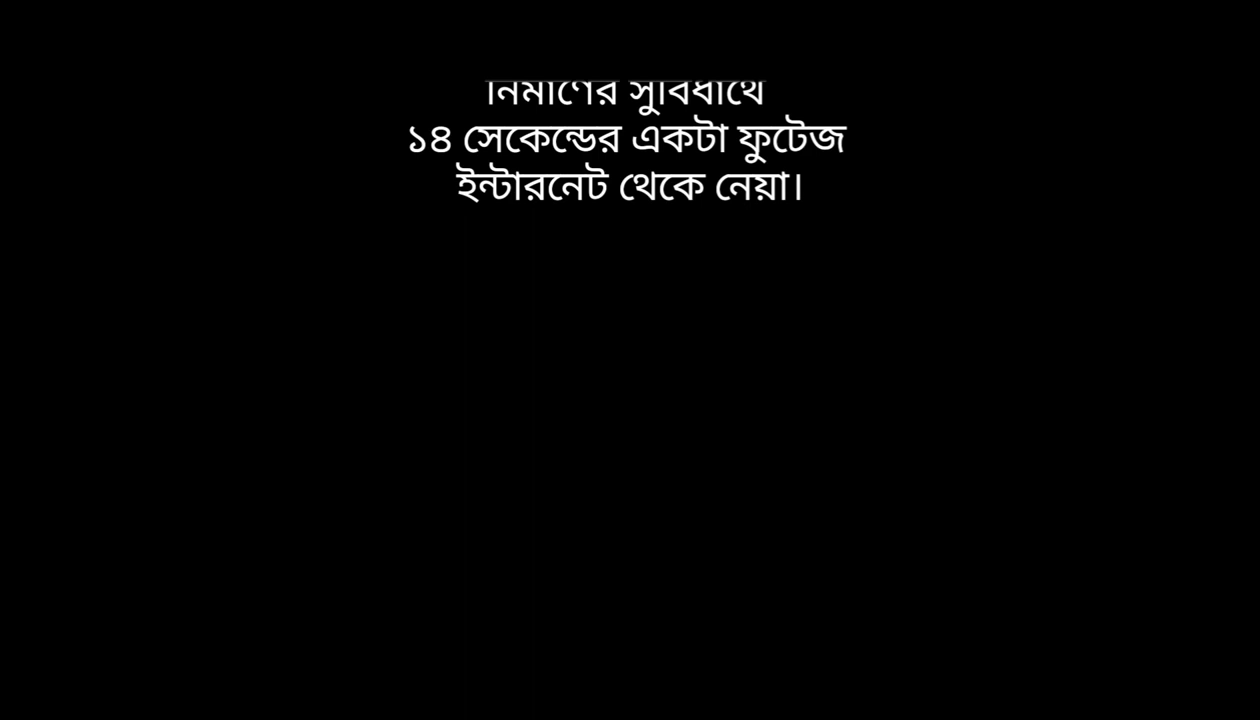 নির্মাণের সুবিধার্থে
১৪ সেকেন্ডের একটা ফুটেজ
ইন্টারনেট থেকে নেয়া।